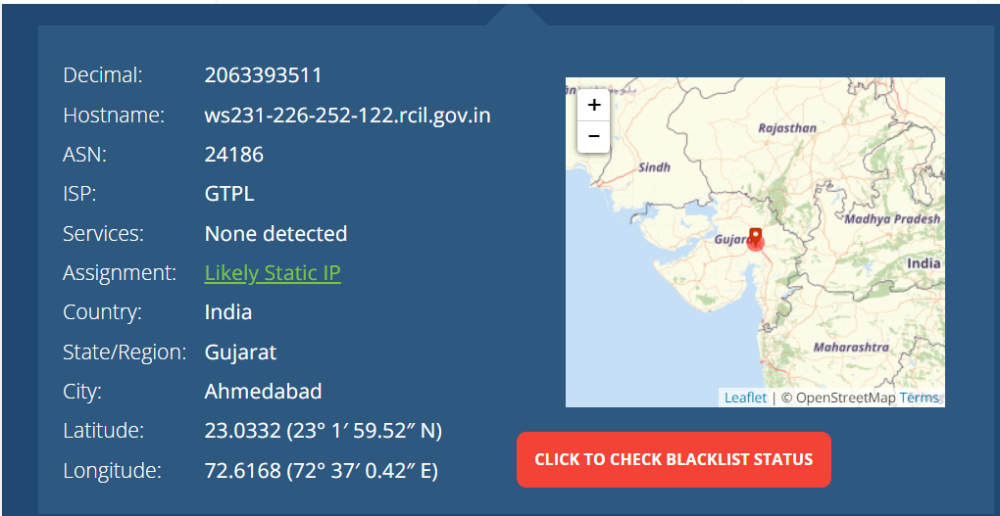 Decimal: 2063393511
Hostname: ws231-226-252-122.rcil.gov.in
ASN: 24186
ISP: GTPL
Services: None detected
Assignment: Likely Static IP
Country: India
State/Region: Gujarat
City: Ahmedabad
Latitude: 23.0332 (23° 1′ 59.52″ N)
Longitude: 72.6168 (72° 37′ 0.42″ E)
+
−
Rajasthan
Sindh
Madhya Pradesh
India
Maharashtra
Leaflet | © OpenStreetMap Terms
CLICK TO CHECK BLACKLIST STATUS